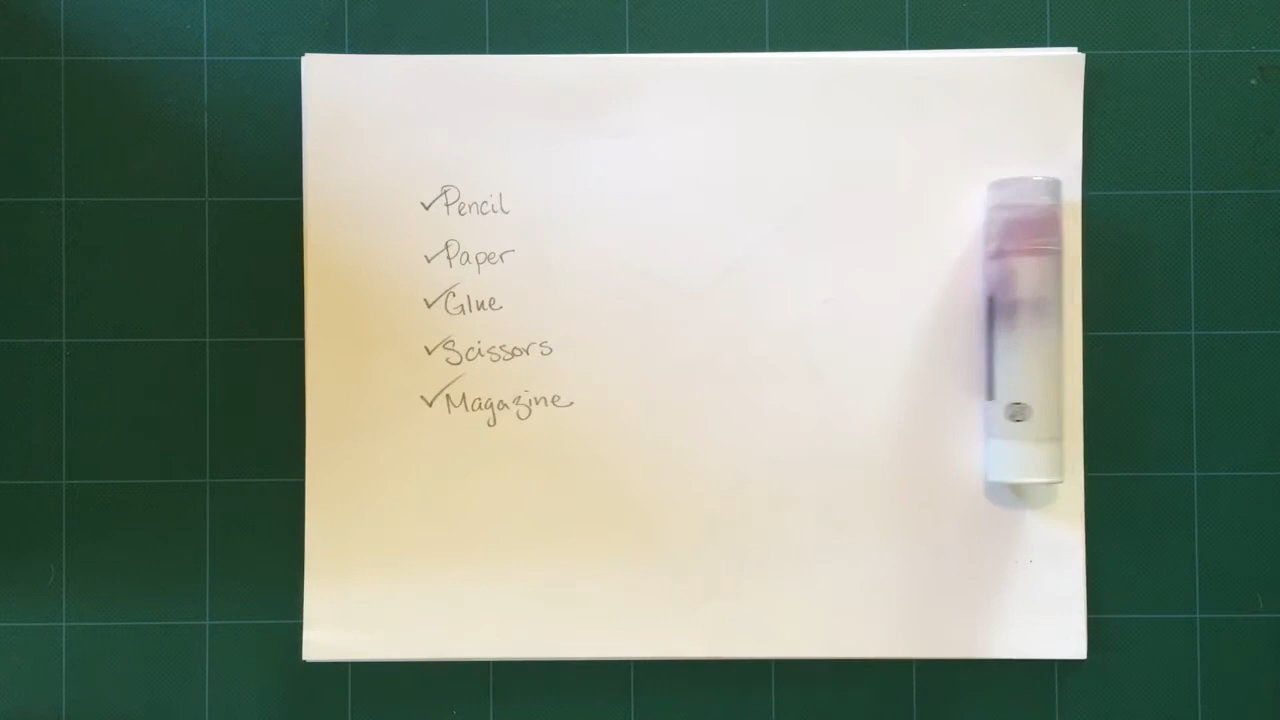 ✓Pencil
✓Paper
✓Glue
✓Scissors
✓Magazine